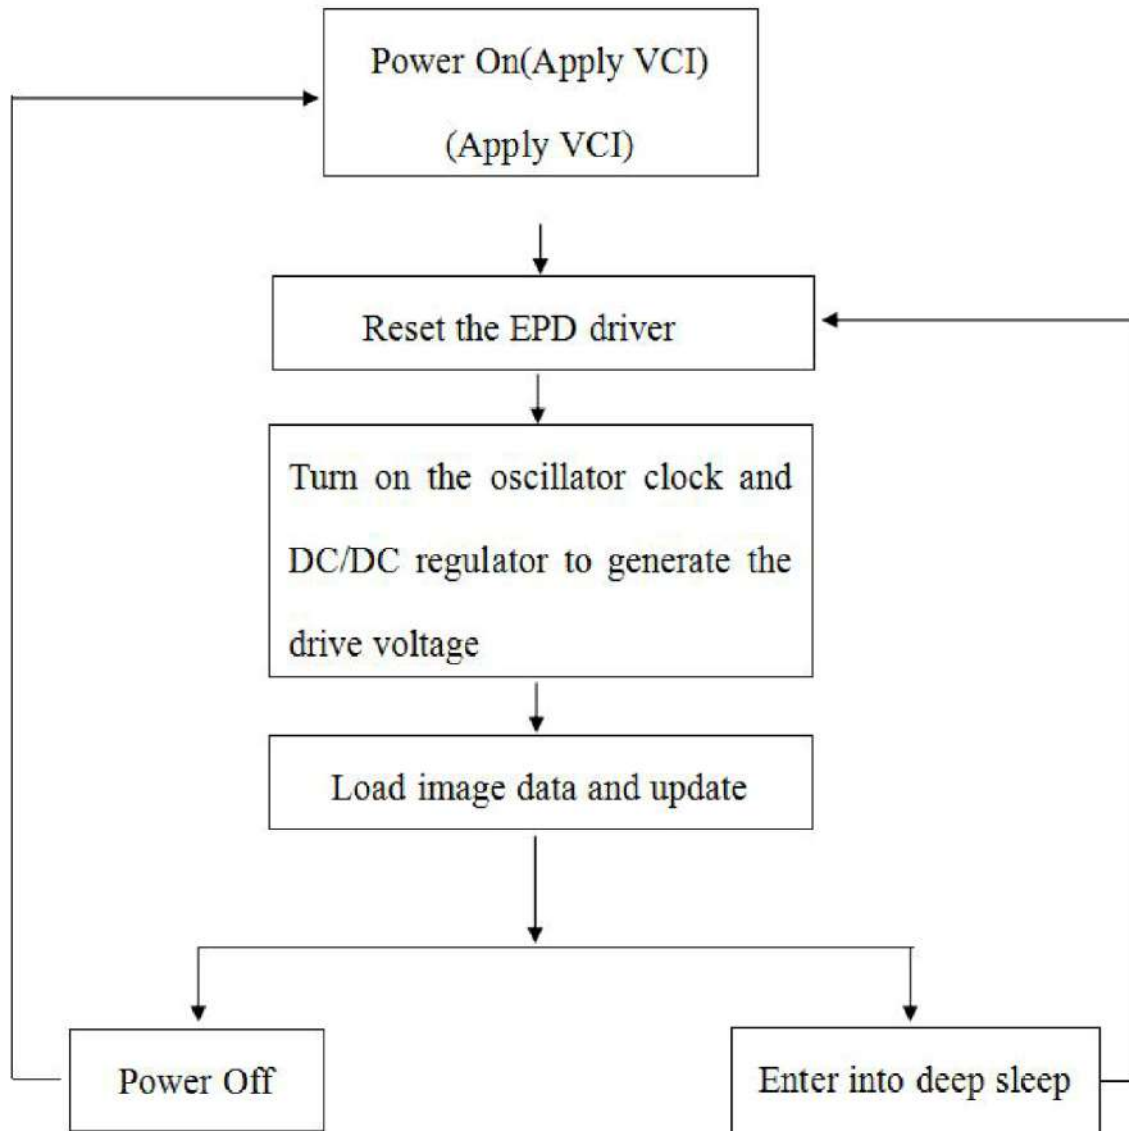 Power On(Apply VCI)
(Apply VCI)
Reset the EPD driver
Turn on the oscillator clock and
DC/DC regulator to generate the
drive voltage
Load image data and update
Power Off
Enter into deep sleep